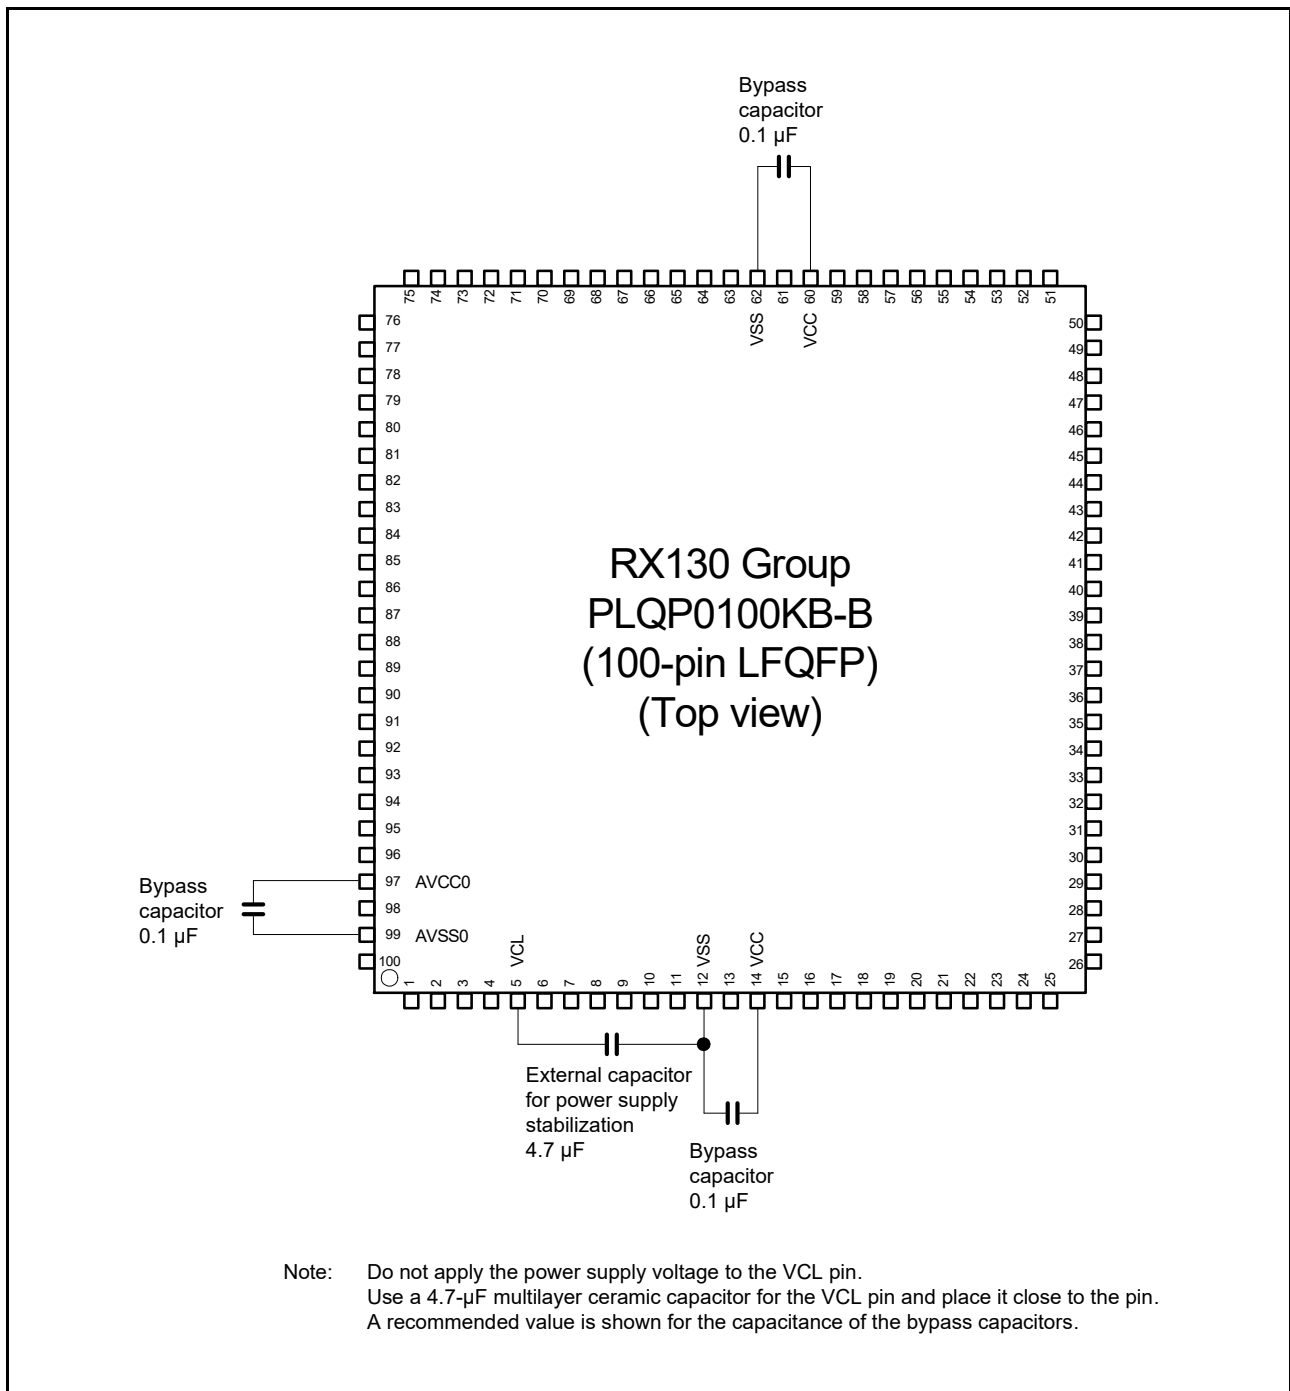 Bypass
capacitor
0.1 µF
75 74 73 72 71 70 69 68 67 66 65 64 63 62 61 60 59 58 57 56 55 54 53 52 51
VSS VCC
76 50
77 49
78 48
79 47
80 46
81 45
82 44
83 43
84 42
85 41
86 40
87 39
88 38
89 37
90 36
91 35
92 34
93 33
94 32
95 31
96 30
RX130 Group
PLQP0100KB-B
(100-pin LFQFP)
(Top view)
Bypass
capacitor
0.1 µF
97 AVCC0 29
98 28
99 AVSS0 27
100 26
VCL VSS VCC
1 2 3 4 5 6 7 8 9 10 11 12 13 14 15 16 17 18 19 20 21 22 23 24 25
External capacitor
for power supply
stabilization
4.7 µF
Bypass
capacitor
0.1 µF
Note: Do not apply the power supply voltage to the VCL pin.
Use a 4.7-µF multilayer ceramic capacitor for the VCL pin and place it close to the pin.
A recommended value is shown for the capacitance of the bypass capacitors.